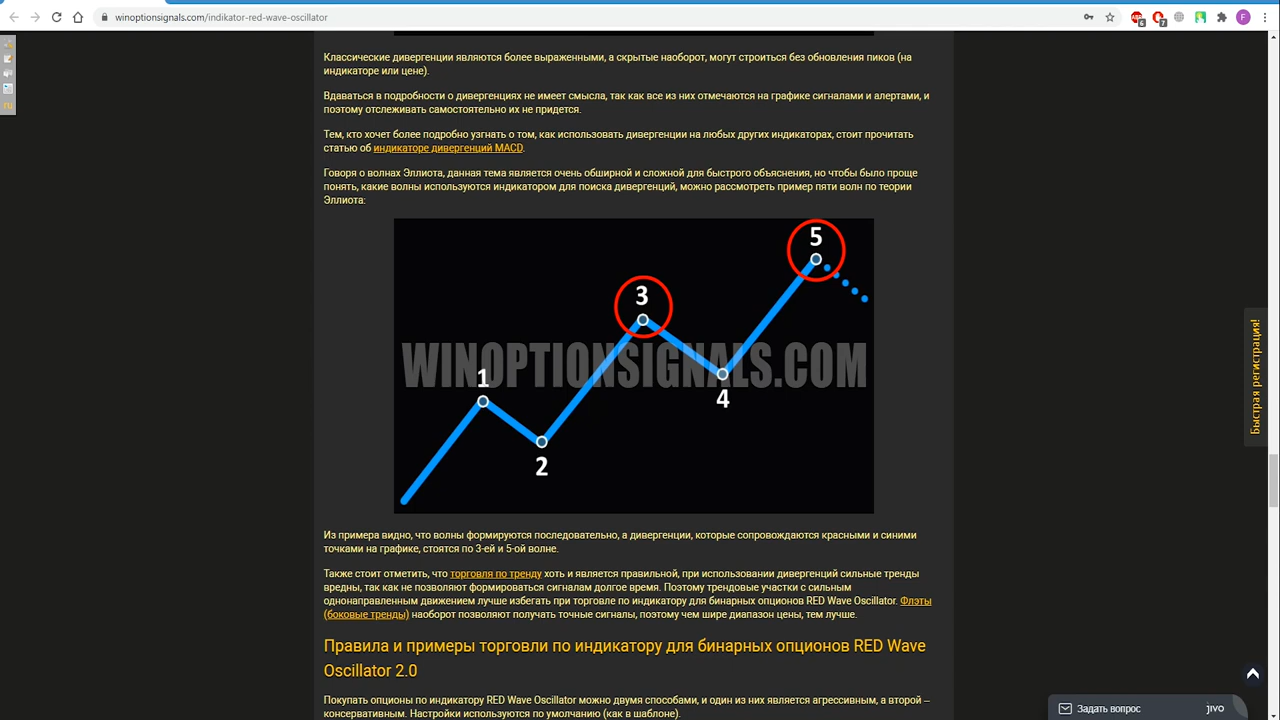 winoptionsignals.com/indikator-red-wave-oscillator
6
7
F
ru
Классические дивергенции являются более выраженными, а скрытые наоборот, могут строиться без обновления пиков (на
индикаторе или цене).
Вдаваться в подробности о дивергенциях не имеет смысла, так как все из них отмечаются на графике сигналами и алертами, и
поэтому отслеживать самостоятельно их не придется.
Тем, кто хочет более подробно узнать о том, как использовать дивергенции на любых других индикаторах, стоит прочитать
статью об индикаторе дивергенций MACD.
Говоря о волнах Эллиота, данная тема является очень обширной и сложной для быстрого объяснения, но чтобы было проще
понять, какие волны используются индикатором для поиска дивергенций, можно рассмотреть пример пяти волн по теории
Эллиота:
5
3
WINOPTIONSIGNALS.COM
1
4
2
Быстрая регистрация!
Из примера видно, что волны формируются последовательно, а дивергенции, которые сопровождаются красными и синими
точками на графике, стоятся по 3-ей и 5-ой волне.
Также стоит отметить, что торговля по тренду хоть и является правильной, при использовании дивергенций сильные тренды
вредны, так как не позволяют формироваться сигналам долгое время. Поэтому трендовые участки с сильным
однонаправленным движением лучше избегать при торговле по индикатору для бинарных опционов RED Wave Oscillator. Флэты
(боковые тренды) наоборот позволяют получать точные сигналы, поэтому чем шире диапазон цены, тем лучше.
Правила и примеры торговли по индикатору для бинарных опционов RED Wave
Oscillator 2.0
Покупать опционы по индикатору RED Wave Oscillator можно двумя способами, и один из них является агрессивным, а второй –
консервативным. Настройки используются по умолчанию (как в шаблоне).
Задать вопрос
jivo